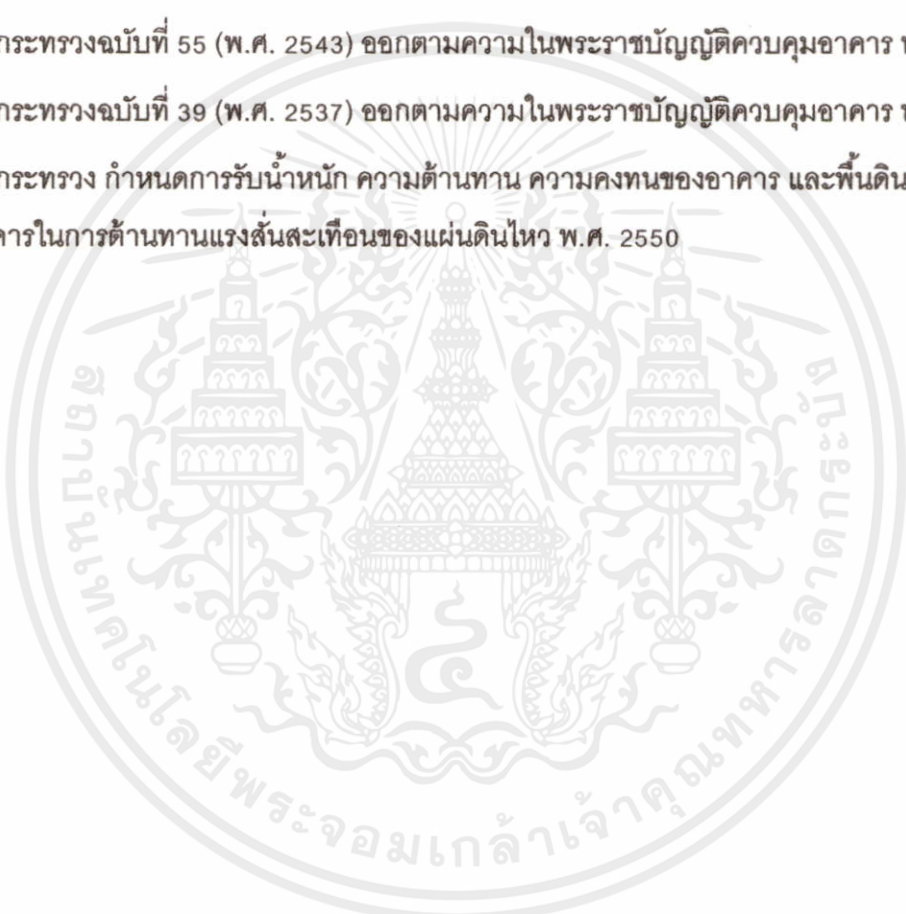 กระทรวงฉบับที่ 55 (พ.ศ. 2543) ออกตามความในพระราชบัญญัติควบคุมอาคาร
กระทรวงฉบับที่ 39 (พ.ศ. 2537) ออกตามความในพระราชบัญญัติควบคุมอาคาร
กระทรวง กำหนดการรับน้ำหนัก ความต้านทาน ความคงทนของอาคาร และพื้นดิน
คารในการต้านทานแรงสั่นสะเทือนของแผ่นดินไหว พ.ศ. 2550
สถาบันเทคโนโลยีพระจอมเกล้าเจ้าคุณทหารลาดกระบัง